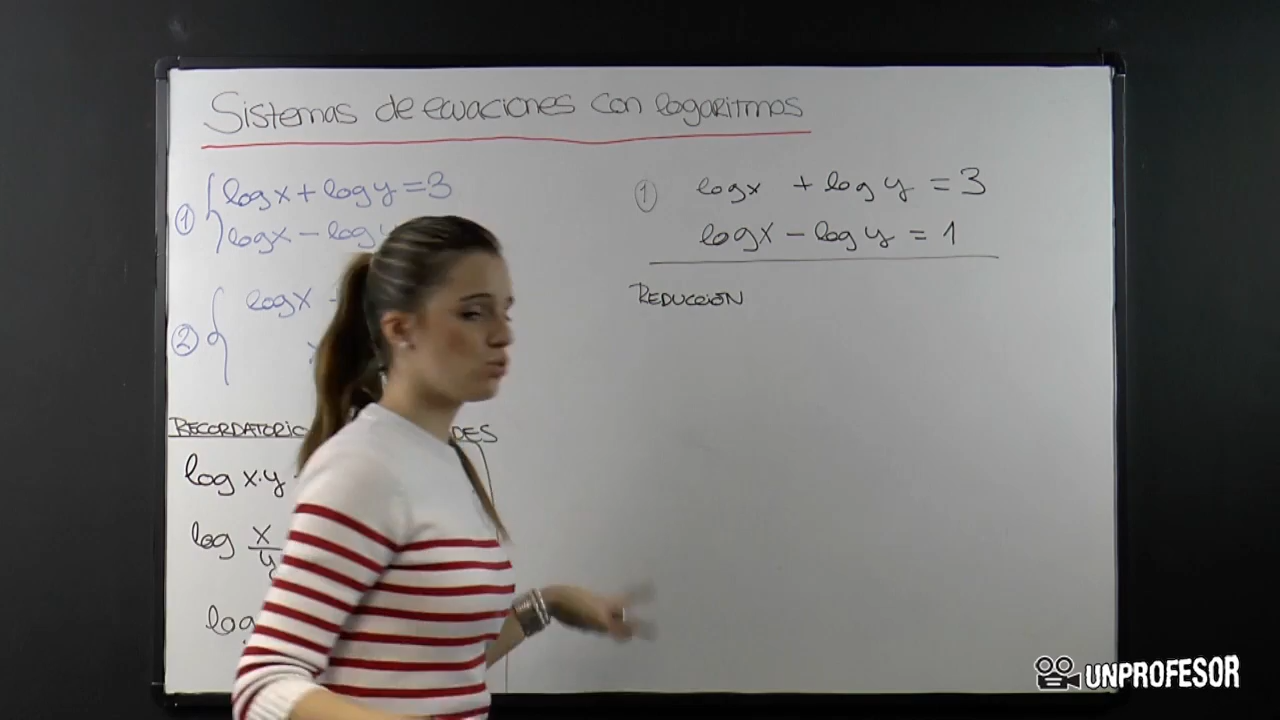 Sistemas de ecuaciones con logaritmos
① log x + log y = 3
log x - log y
② log x
RECORDATORIO DES
log x·y
log x/y
log
① log x + log y = 3
log x - log y = 1
REDUCCIÓN
UNPROFESOR